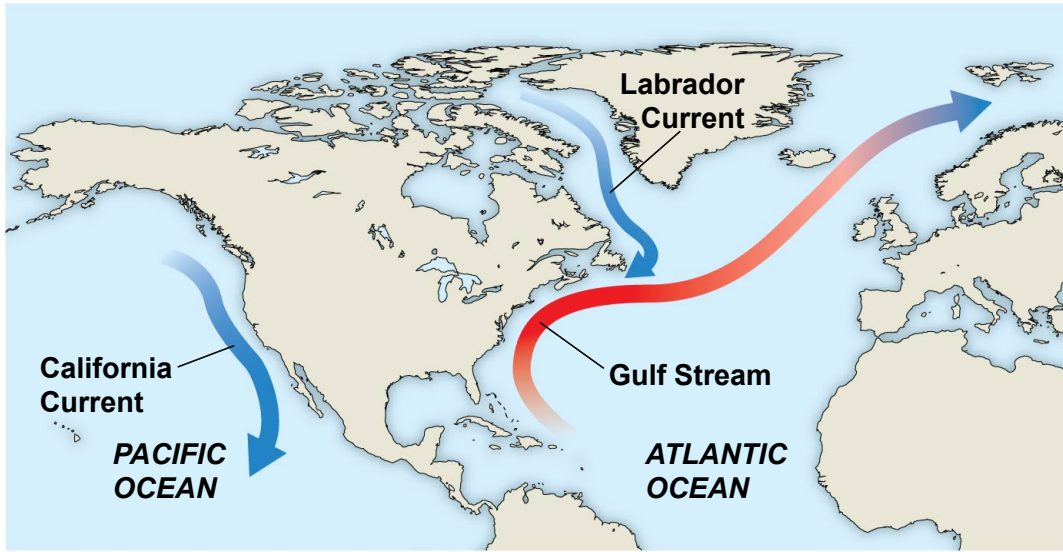 Labrador
Current
California
Current
Gulf Stream
PACIFIC
OCEAN
ATLANTIC
OCEAN